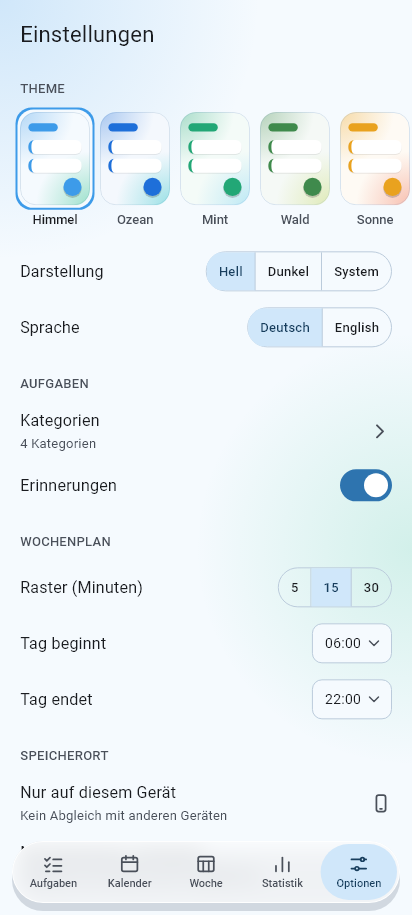 Einstellungen
THEME
Himmel Ozean Mint Wald Sonne
Darstellung Hell Dunkel System
Sprache Deutsch English
AUFGABEN
Kategorien
4 Kategorien
Erinnerungen
WOCHENPLAN
Raster (Minuten) 5 15 30
Tag beginnt 06:00
Tag endet 22:00
SPEICHERORT
Nur auf diesem Gerät
Kein Abgleich mit anderen Geräten
Aufgaben Kalender Woche Statistik Optionen